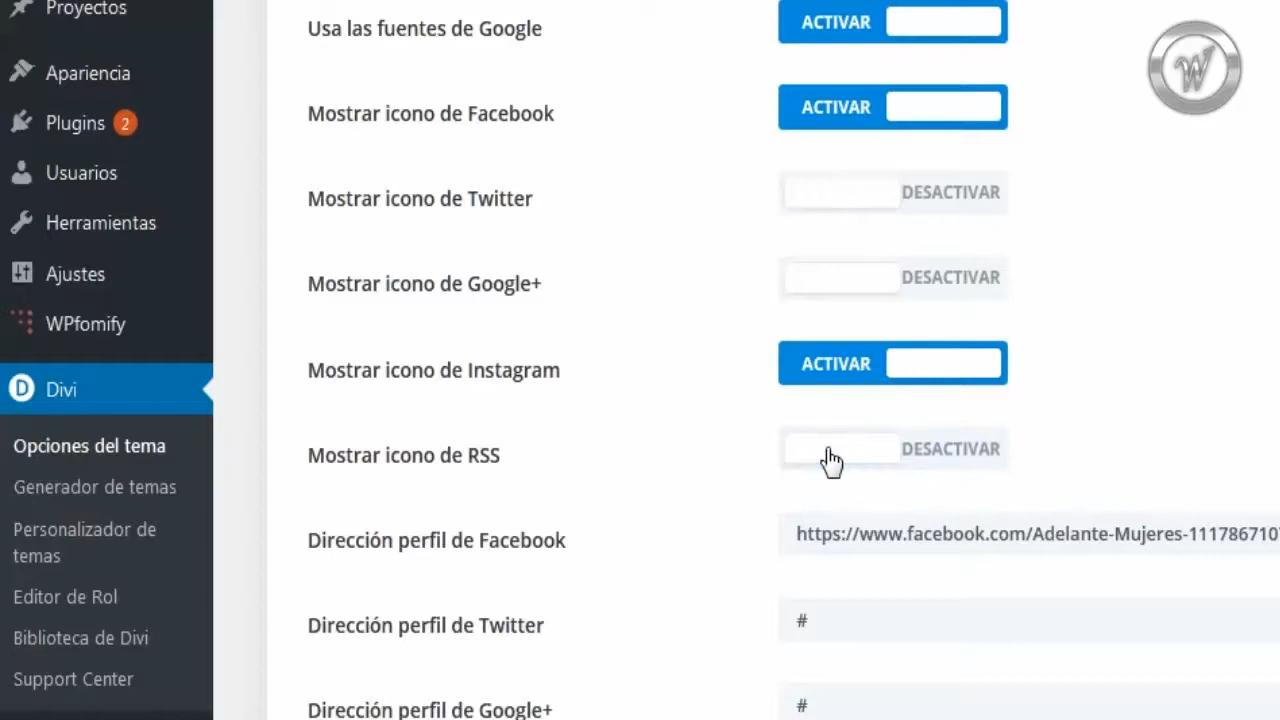 Proyectos
Apariencia
Plugins 2
Usuarios
Herramientas
Ajustes
WPfomify
D Divi
Opciones del tema
Generador de temas
Personalizador de
temas
Editor de Rol
Biblioteca de Divi
Support Center
Usa las fuentes de Google ACTIVAR
Mostrar icono de Facebook ACTIVAR
Mostrar icono de Twitter DESACTIVAR
Mostrar icono de Google+ DESACTIVAR
Mostrar icono de Instagram ACTIVAR
Mostrar icono de RSS DESACTIVAR
Dirección perfil de Facebook https://www.facebook.com/Adelante-Mujeres-111786710
Dirección perfil de Twitter #
Dirección perfil de Google+ #
W